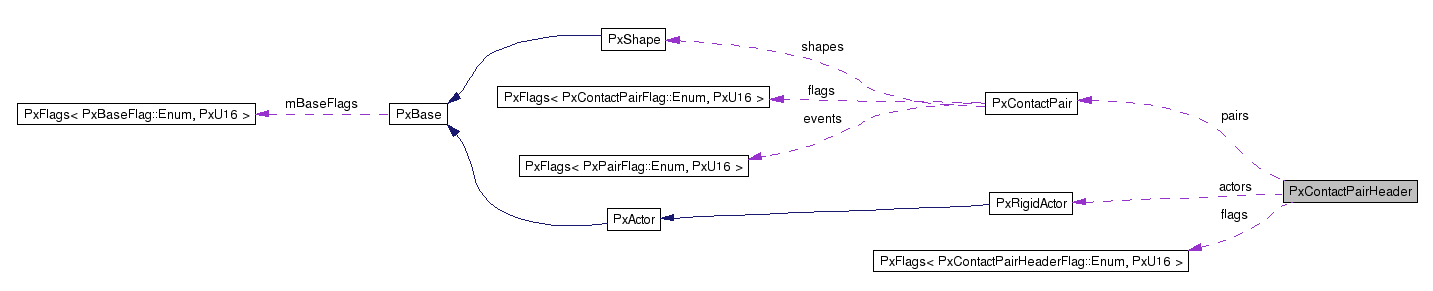 PxShape
shapes
PxFlags< PxContactPairFlag::Enum, PxU16 >
flags
PxContactPair
mBaseFlags
PxFlags< PxBaseFlag::Enum, PxU16 >
PxBase
events
pairs
PxFlags< PxPairFlag::Enum, PxU16 >
actors
PxContactPairHeader
PxRigidActor
PxActor
flags
PxFlags< PxContactPairHeaderFlag::Enum, PxU16 >